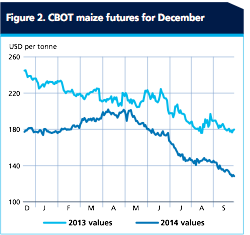 Figure 2. CBOT maize futures for December
USD per tonne
260
220
180
140
100
D J F M A M J J A S
2013 values 2014 values